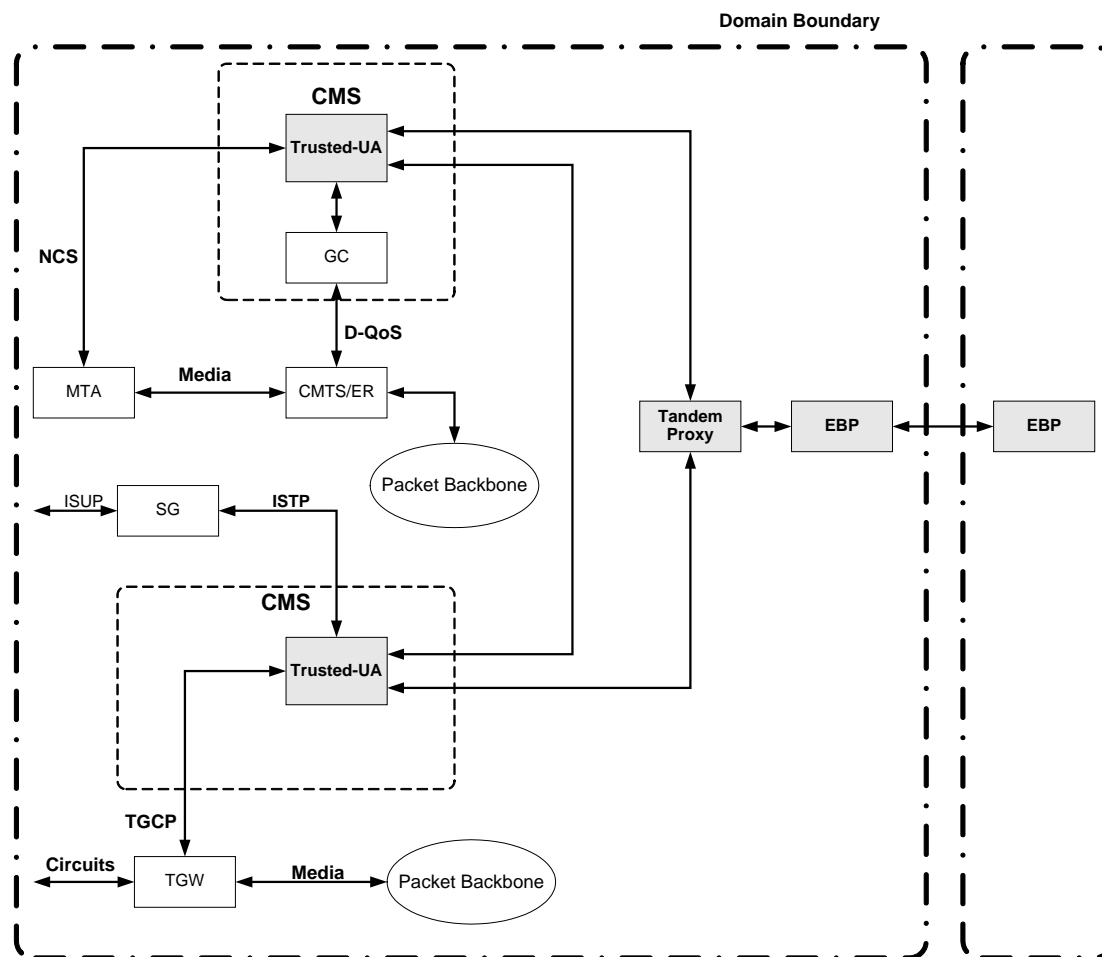 Domain Boundary
CMS
Trusted-UA
NCS
GC
D-QoS
MTA
Media
CMTS/ER
Tandem
Proxy
EBP
EBP
Packet Backbone
ISUP
SG
ISTP
CMS
Trusted-UA
TGCP
Circuits
TGW
Media
Packet Backbone